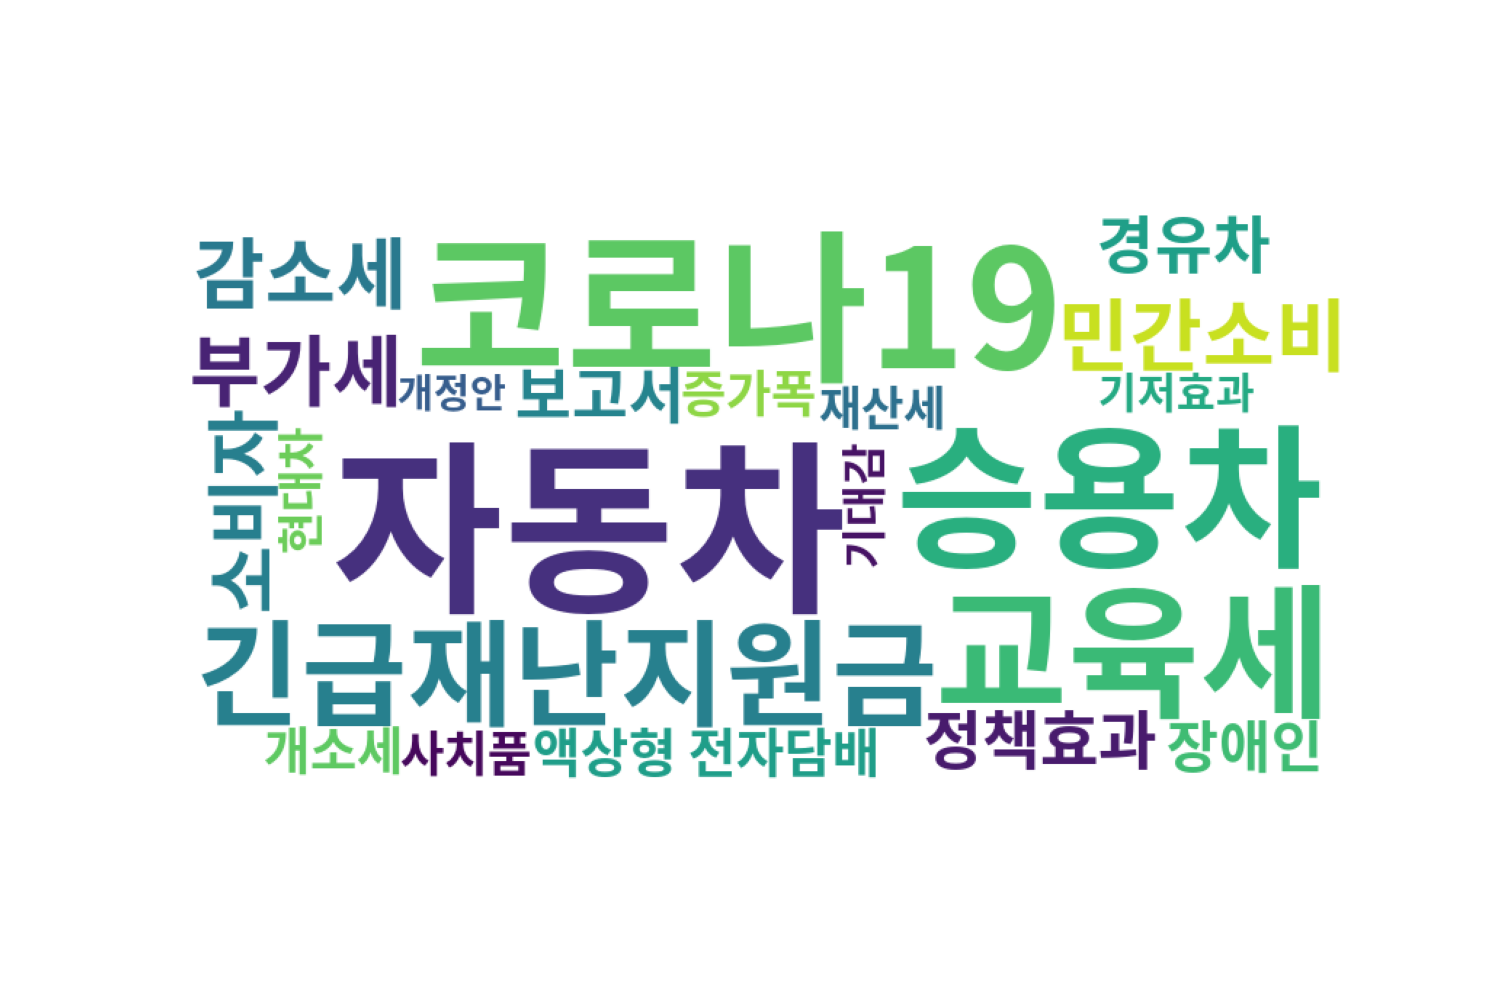 감소세
코로나19
경유차
민간소비
부가세
개정안
보고서
증가폭
재산세
기저효과
소비자
현대차
자동차
기대감
승용차
긴급재난지원금
교육세
개소세
사치품
액상형 전자담배
정책효과
장애인